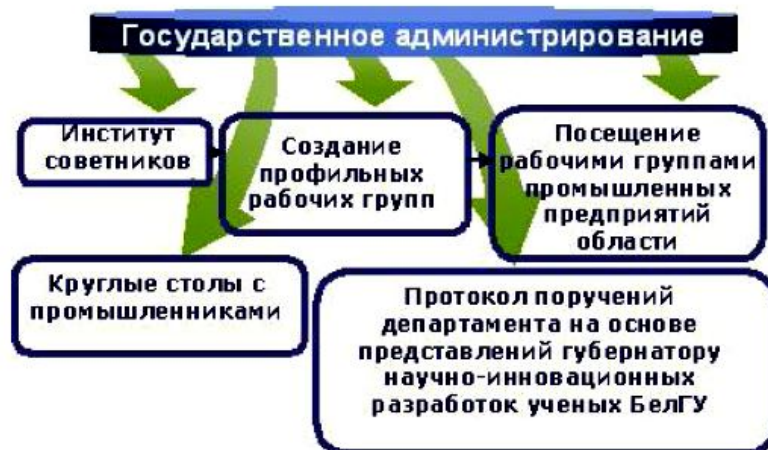 Государственное администрирование
Институт
советников
Создание
профильных
рабочих групп
Посещение
рабочими группами
промышленных
предприятий
области
Круглые столы с
промышленниками
Протокол поручений
департамента на основе
представлений губернатору
научно-инновационных
разработок ученых БелГУ